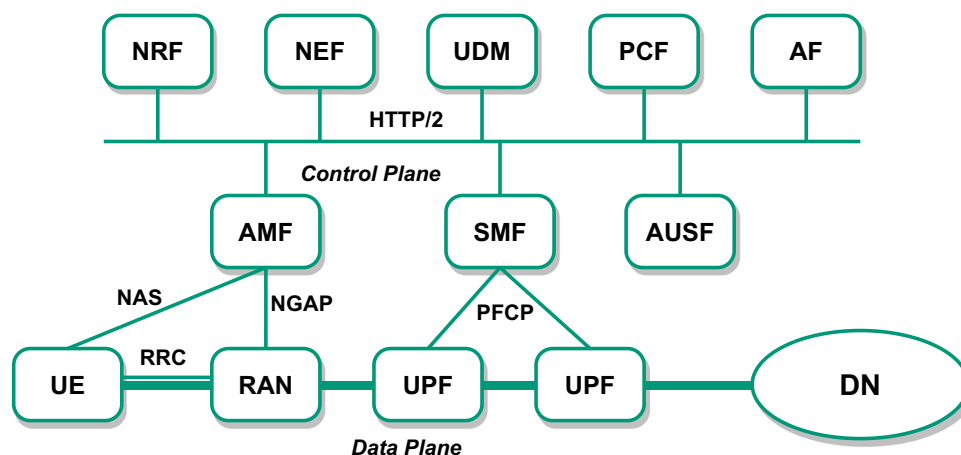 NRF
NEF
UDM
PCF
AF
HTTP/2
Control Plane
AMF
SMF
AUSF
NAS
NGAP
PFCP
RRC
UE
RAN
UPF
UPF
DN
Data Plane